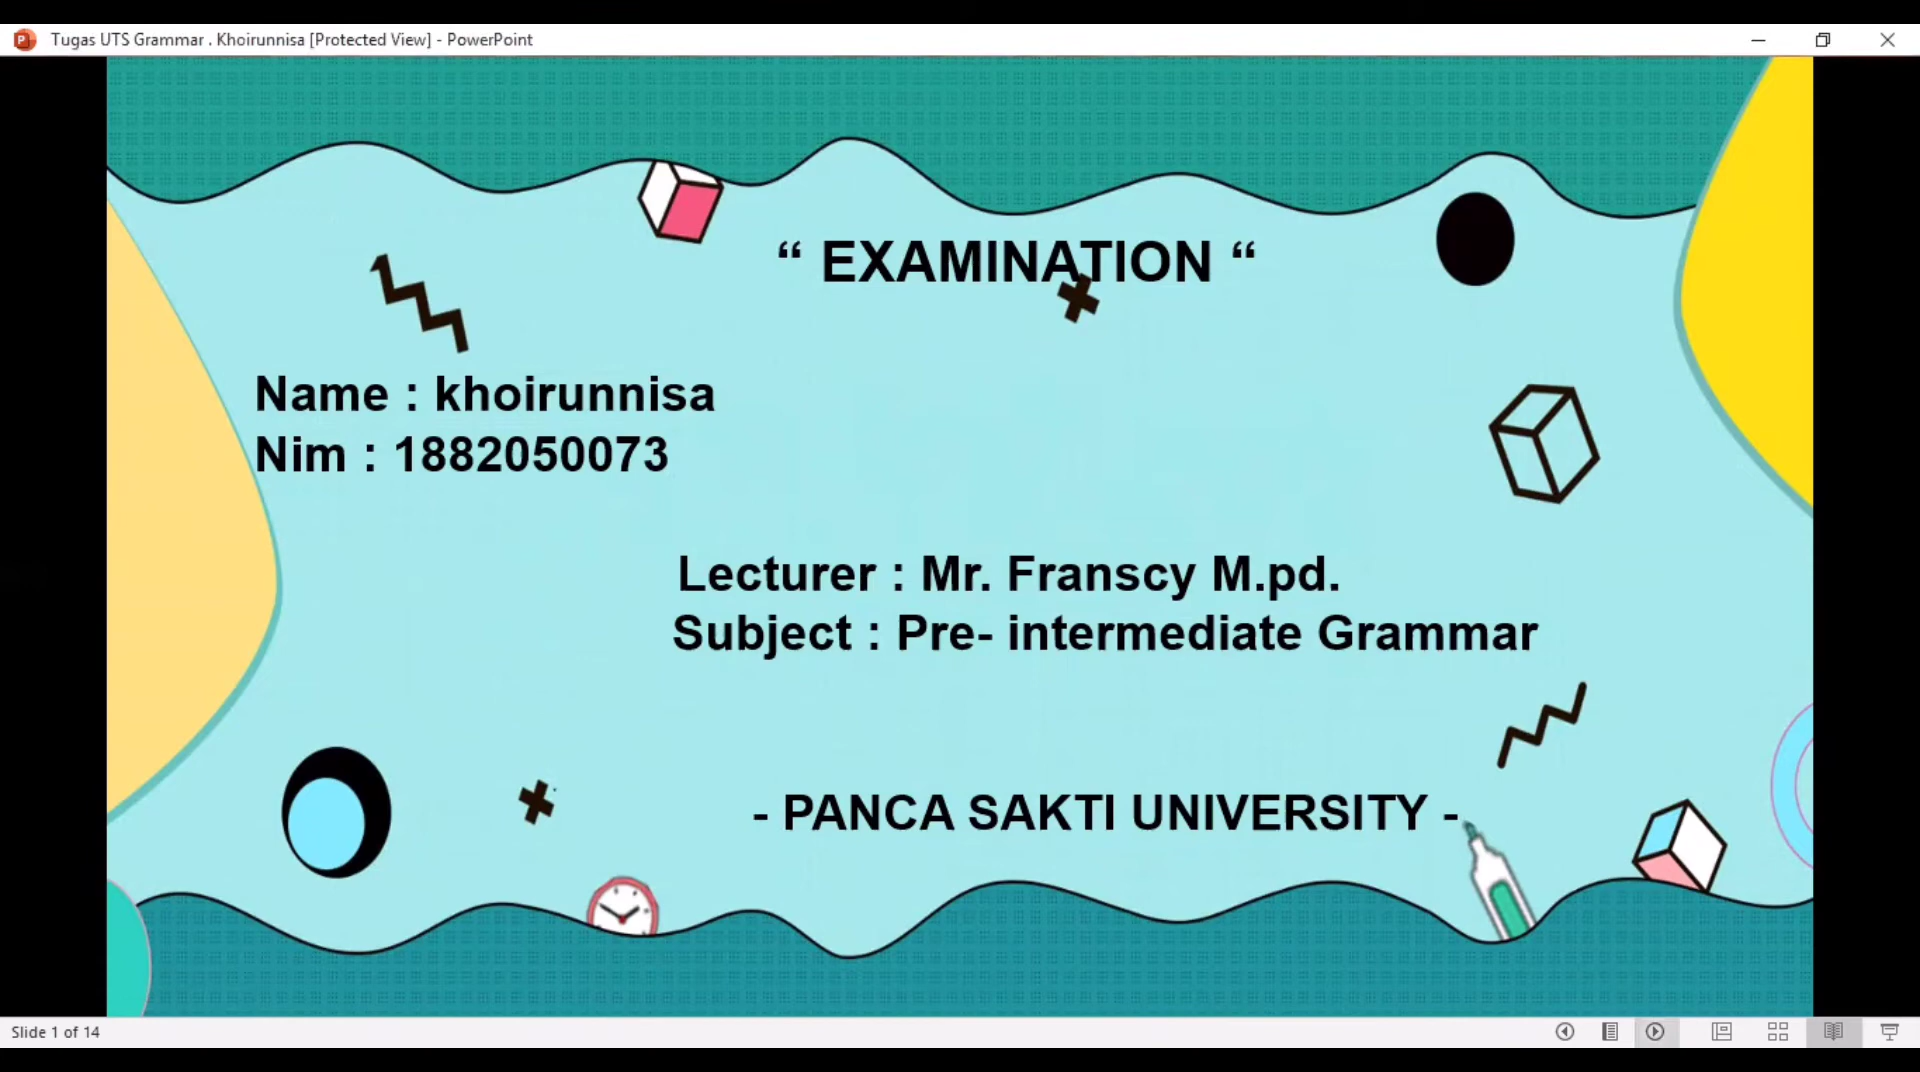 Tugas UTS Grammar . Khoirunnisa [Protected View] - PowerPoint
“ EXAMINATION “
Name : khoirunnisa
Nim : 1882050073
Lecturer : Mr. Franscy M.pd.
Subject : Pre- intermediate Grammar
- PANCA SAKTI UNIVERSITY -
Slide 1 of 14